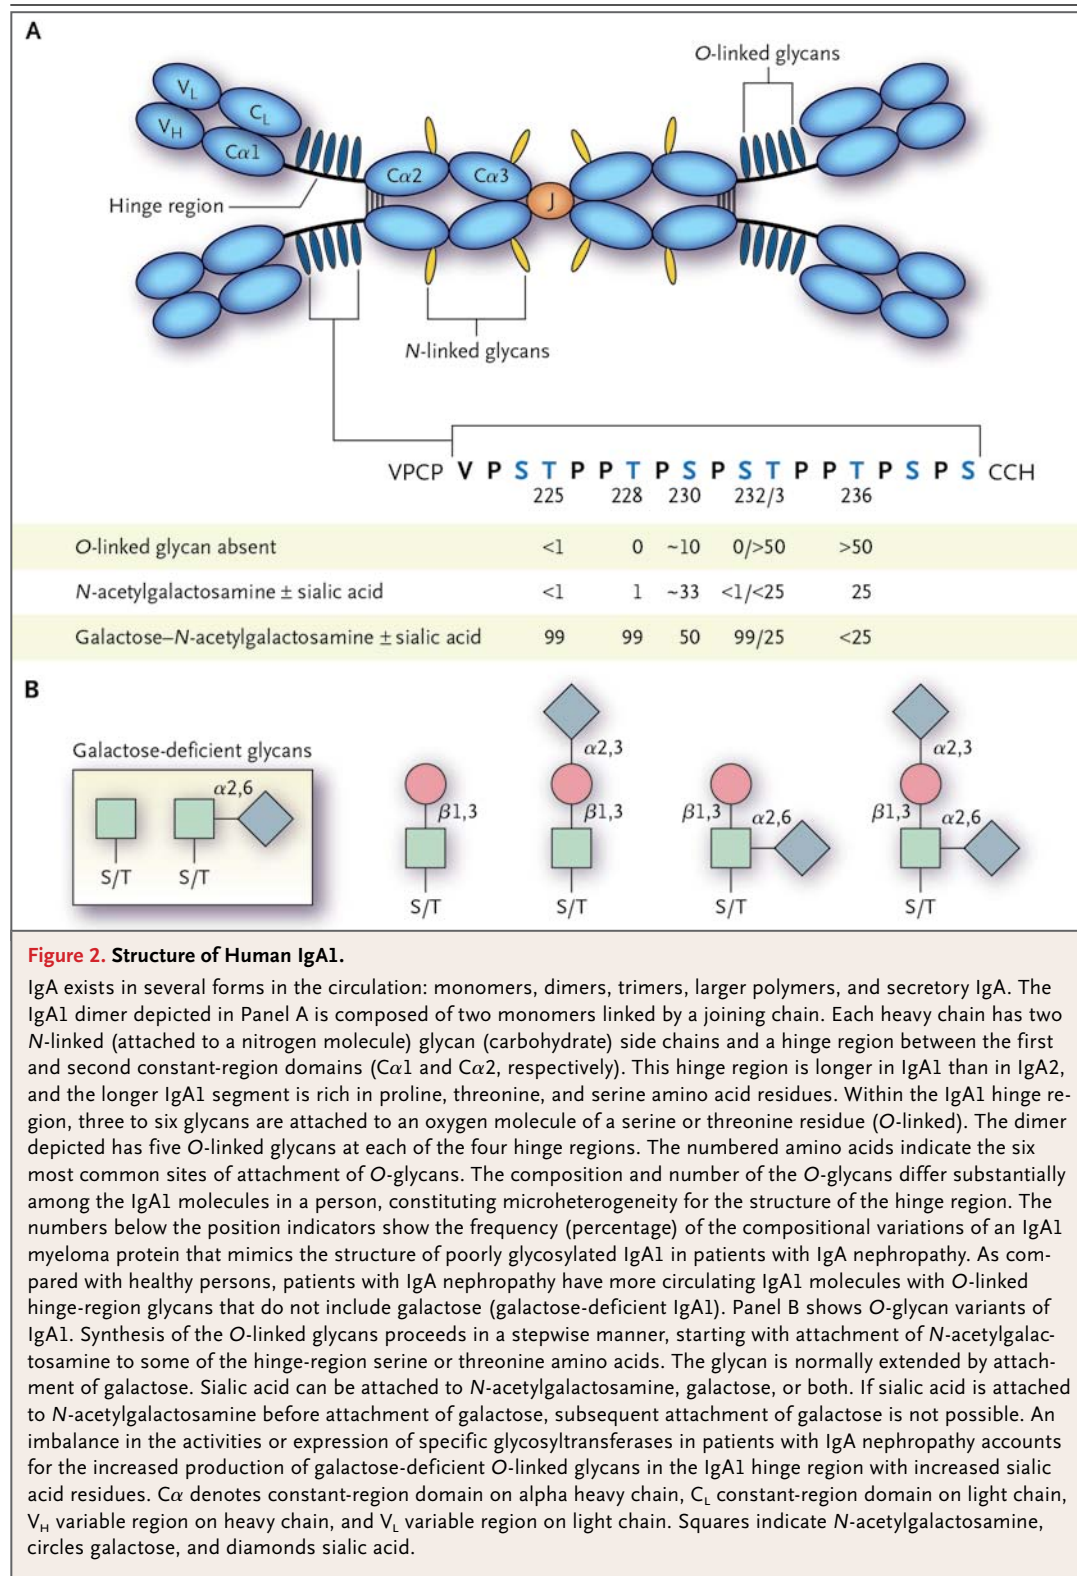 A
O-linked glycans
V_L
C_L
V_H
Cα1
Cα2
Cα3
J
Hinge region
N-linked glycans
VPCP V P S T P P T P S P S T P P T P S P S CCH
225 228 230 232/3 236
O-linked glycan absent <1 0 ~10 0/>50 >50
N-acetylgalactosamine ± sialic acid <1 1 ~33 <1/<25 25
Galactose–N-acetylgalactosamine ± sialic acid 99 99 50 99/25 <25
B
Galactose-deficient glycans
α2,6
S/T S/T
β1,3
S/T
α2,3
β1,3
S/T
β1,3 α2,6
S/T
α2,3
β1,3 α2,6
S/T
Figure 2. Structure of Human IgA1.
IgA exists in several forms in the circulation: monomers, dimers, trimers, larger polymers, and secretory IgA. The
IgA1 dimer depicted in Panel A is composed of two monomers linked by a joining chain. Each heavy chain has two
N-linked (attached to a nitrogen molecule) glycan (carbohydrate) side chains and a hinge region between the first
and second constant-region domains (Cα1 and Cα2, respectively). This hinge region is longer in IgA1 than in IgA2,
and the longer IgA1 segment is rich in proline, threonine, and serine amino acid residues. Within the IgA1 hinge re-
gion, three to six glycans are attached to an oxygen molecule of a serine or threonine residue (O-linked). The dimer
depicted has five O-linked glycans at each of the four hinge regions. The numbered amino acids indicate the six
most common sites of attachment of O-glycans. The composition and number of the O-glycans differ substantially
among the IgA1 molecules in a person, constituting microheterogeneity for the structure of the hinge region. The
numbers below the position indicators show the frequency (percentage) of the compositional variations of an IgA1
myeloma protein that mimics the structure of poorly glycosylated IgA1 in patients with IgA nephropathy. As com-
pared with healthy persons, patients with IgA nephropathy have more circulating IgA1 molecules with O-linked
hinge-region glycans that do not include galactose (galactose-deficient IgA1). Panel B shows O-glycan variants of
IgA1. Synthesis of the O-linked glycans proceeds in a stepwise manner, starting with attachment of N-acetylgalac-
tosamine to some of the hinge-region serine or threonine amino acids. The glycan is normally extended by attach-
ment of galactose. Sialic acid can be attached to N-acetylgalactosamine, galactose, or both. If sialic acid is attached
to N-acetylgalactosamine before attachment of galactose, subsequent attachment of galactose is not possible. An
imbalance in the activities or expression of specific glycosyltransferases in patients with IgA nephropathy accounts
for the increased production of galactose-deficient O-linked glycans in the IgA1 hinge region with increased sialic
acid residues. Cα denotes constant-region domain on alpha heavy chain, C_L constant-region domain on light chain,
V_H variable region on heavy chain, and V_L variable region on light chain. Squares indicate N-acetylgalactosamine,
circles galactose, and diamonds sialic acid.